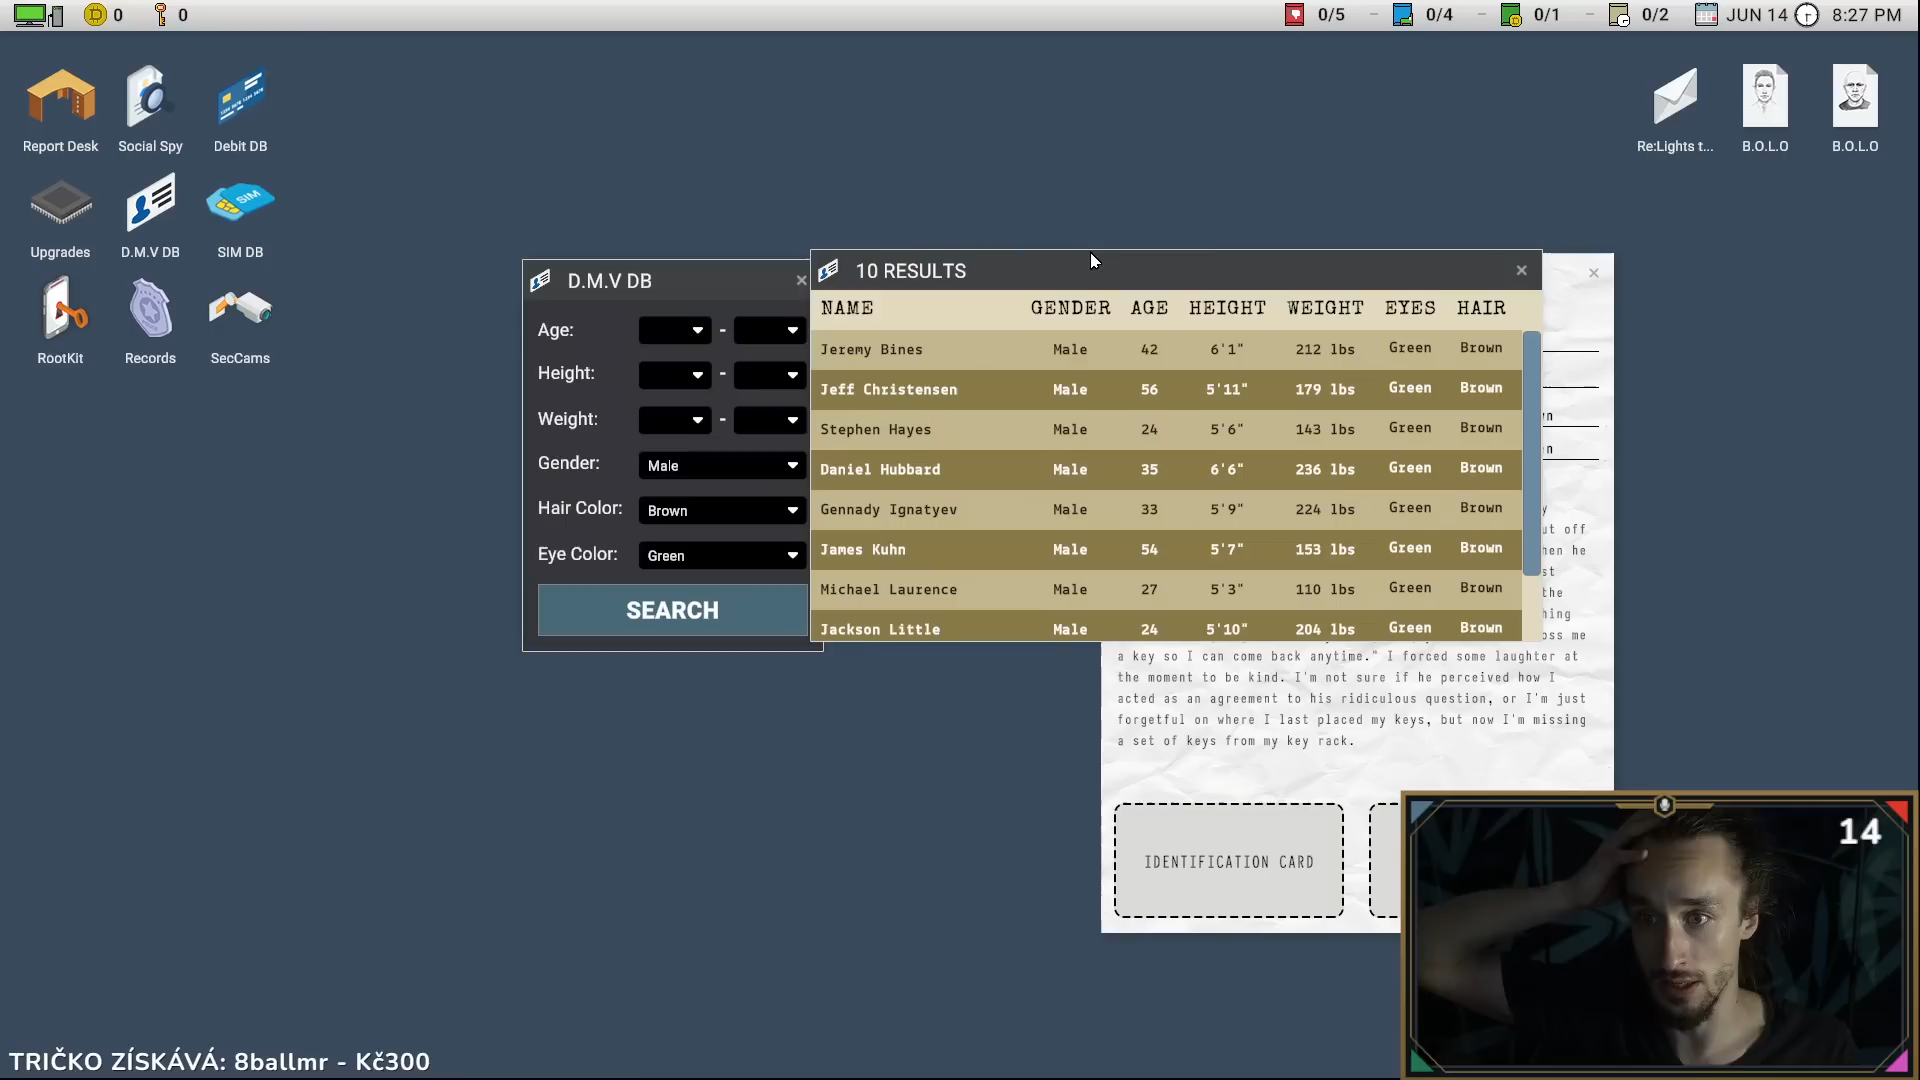 0
0
0/5
0/4
0/1
0/2
JUN 14
8:27 PM
Report Desk
Social Spy
Debit DB
Upgrades
D.M.V DB
SIM DB
RootKit
Records
SecCams
Re:Lights t...
B.O.L.O
B.O.L.O
D.M.V DB
Age: -
Height: -
Weight: -
Gender: Male
Hair Color: Brown
Eye Color: Green
SEARCH
10 RESULTS
NAME GENDER AGE HEIGHT WEIGHT EYES HAIR
Jeremy Bines Male 42 6'1" 212 lbs Green Brown
Jeff Christensen Male 56 5'11" 179 lbs Green Brown
Stephen Hayes Male 24 5'6" 143 lbs Green Brown
Daniel Hubbard Male 35 6'6" 236 lbs Green Brown
Gennady Ignatyev Male 33 5'9" 224 lbs Green Brown
James Kuhn Male 54 5'7" 153 lbs Green Brown
Michael Laurence Male 27 5'3" 110 lbs Green Brown
Jackson Little Male 24 5'10" 204 lbs Green Brown
a key so I can come back anytime." I forced some laughter at
the moment to be kind. I'm not sure if he perceived how I
acted as an agreement to his ridiculous question, or I'm just
forgetful on where I last placed my keys, but now I'm missing
a set of keys from my key rack.
IDENTIFICATION CARD
14
TRIČKO ZÍSKÁVÁ: 8ballmr - Kč300